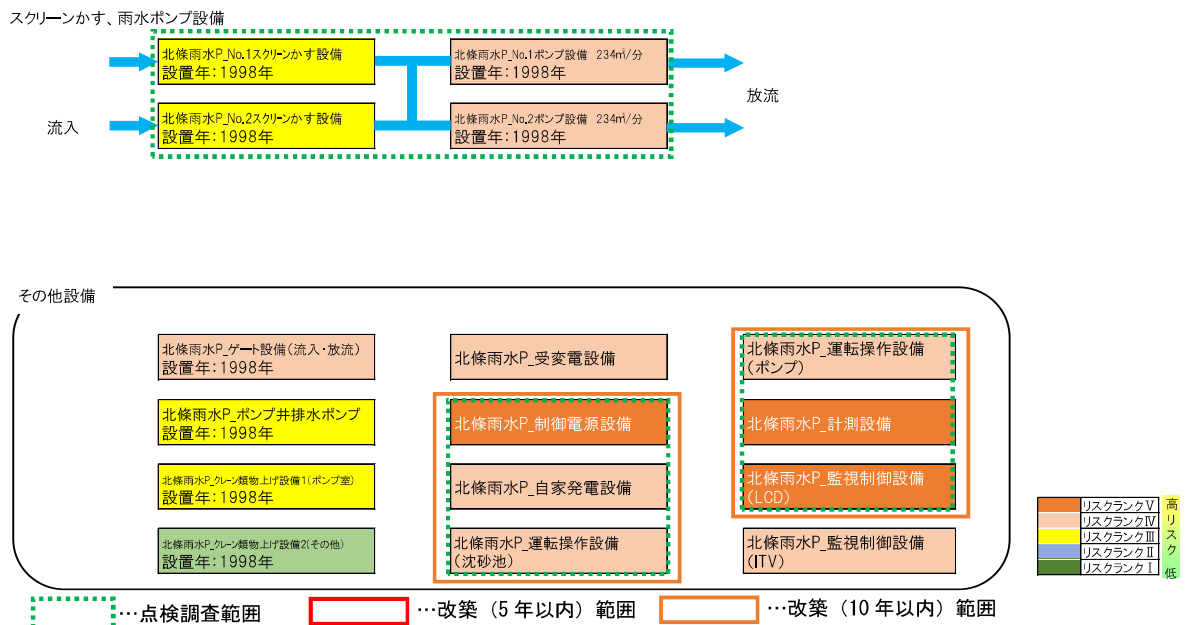 スクリーンかす、雨水ポンプ設備
北條雨水P_No.1スクリーンかす設備
設置年:1998年
北條雨水P_No.1ポンプ設備 234㎥/分
設置年:1998年
放流
流入
北條雨水P_No.2スクリーンかす設備
設置年:1998年
北條雨水P_No.2ポンプ設備 234㎥/分
設置年:1998年
その他設備
北條雨水P_ゲート設備(流入・放流)
設置年:1998年
北條雨水P_受変電設備
北條雨水P_運転操作設備
(ポンプ)
北條雨水P_ポンプ井排水ポンプ
設置年:1998年
北條雨水P_制御電源設備
北條雨水P_計測設備
北條雨水P_クレーン類物上げ設備1(ポンプ室)
設置年:1998年
北條雨水P_自家発電設備
北條雨水P_監視制御設備
(LCD)
北條雨水P_クレーン類物上げ設備2(その他)
設置年:1998年
北條雨水P_運転操作設備
(沈砂池)
北條雨水P_監視制御設備
(ITV)
リスクランクⅤ
リスクランクⅣ
リスクランクⅢ
リスクランクⅡ
リスクランクⅠ
高
リ
ス
ク
低
…点検調査範囲
…改築(5年以内)範囲
…改築(10年以内)範囲